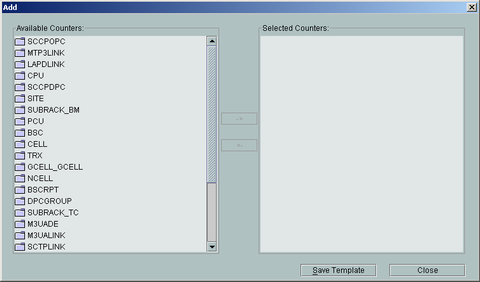 Add
Available Counters:
Selected Counters:
SCCPOPC
MTP3LINK
LAPDLINK
CPU
SCCPDPC
SITE
SUBRACK_BM
PCU
BSC
CELL
TRX
GCELL_GCELL
NCELL
BSCRPT
DPCGROUP
SUBRACK_TC
M3UADE
M3UALINK
SCTPLINK
->
<-
Save Template
Close